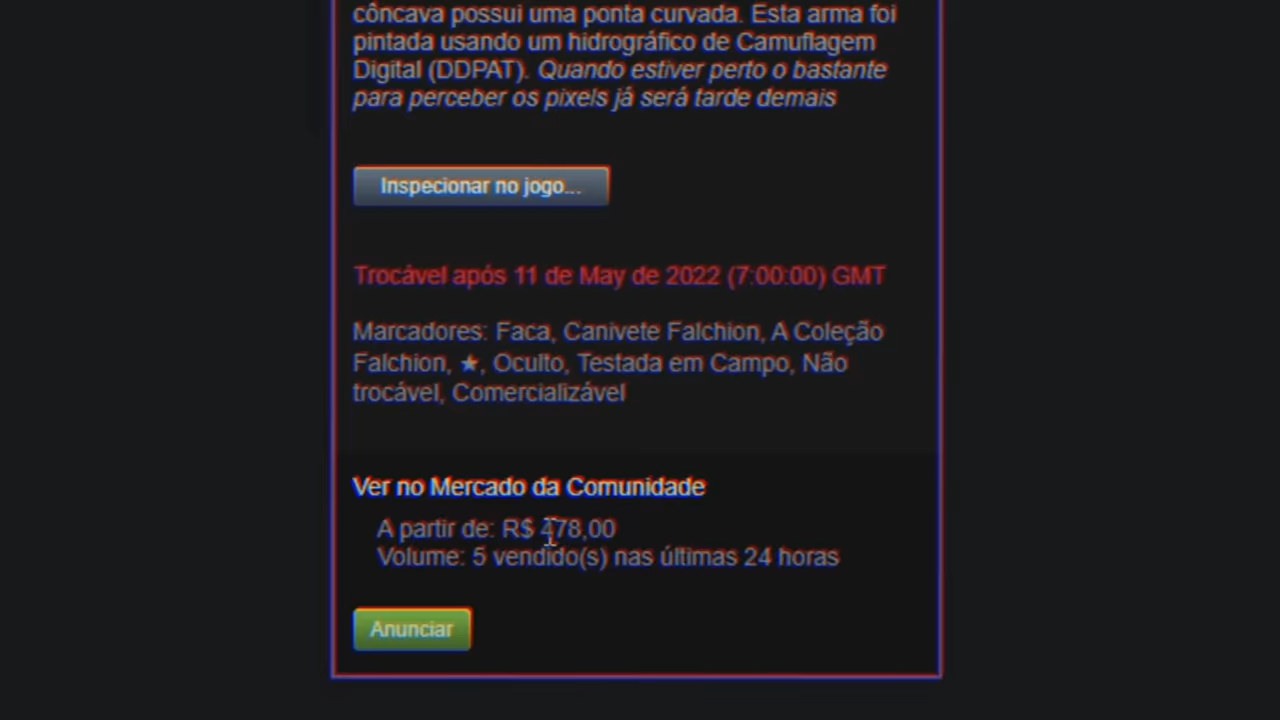 côncava possui uma ponta curvada. Esta arma foi
pintada usando um hidrográfico de Camuflagem
Digital (DDPAT). Quando estiver perto o bastante
para perceber os pixels já será tarde demais
Inspecionar no jogo...
Trocável após 11 de May de 2022 (7:00:00) GMT
Marcadores: Faca, Canivete Falchion, A Coleção
Falchion, ★, Oculto, Testada em Campo, Não
trocável, Comercializável
Ver no Mercado da Comunidade
A partir de: R$ 478,00
Volume: 5 vendido(s) nas últimas 24 horas
Anunciar